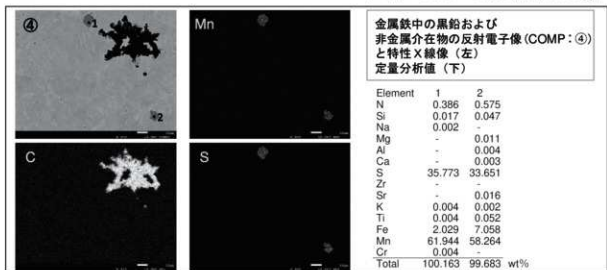 ④
1
2
Mn
C
S
金属鉄中の黒鉛および
非金属介在物の反射電子像(COMP：④)
と特性X線像（左）
定量分析値（下）
Element 1 2
N 0.386 0.575
Si 0.017 0.047
Na 0.002 -
Mg - 0.011
Al - 0.004
Ca - 0.003
S 35.773 33.651
Zr - -
Sr - 0.016
K 0.004 0.002
Ti 0.004 0.052
Fe 2.029 7.058
Mn 61.944 58.264
Cr 0.004 -
Total 100.163 99.683 wt%